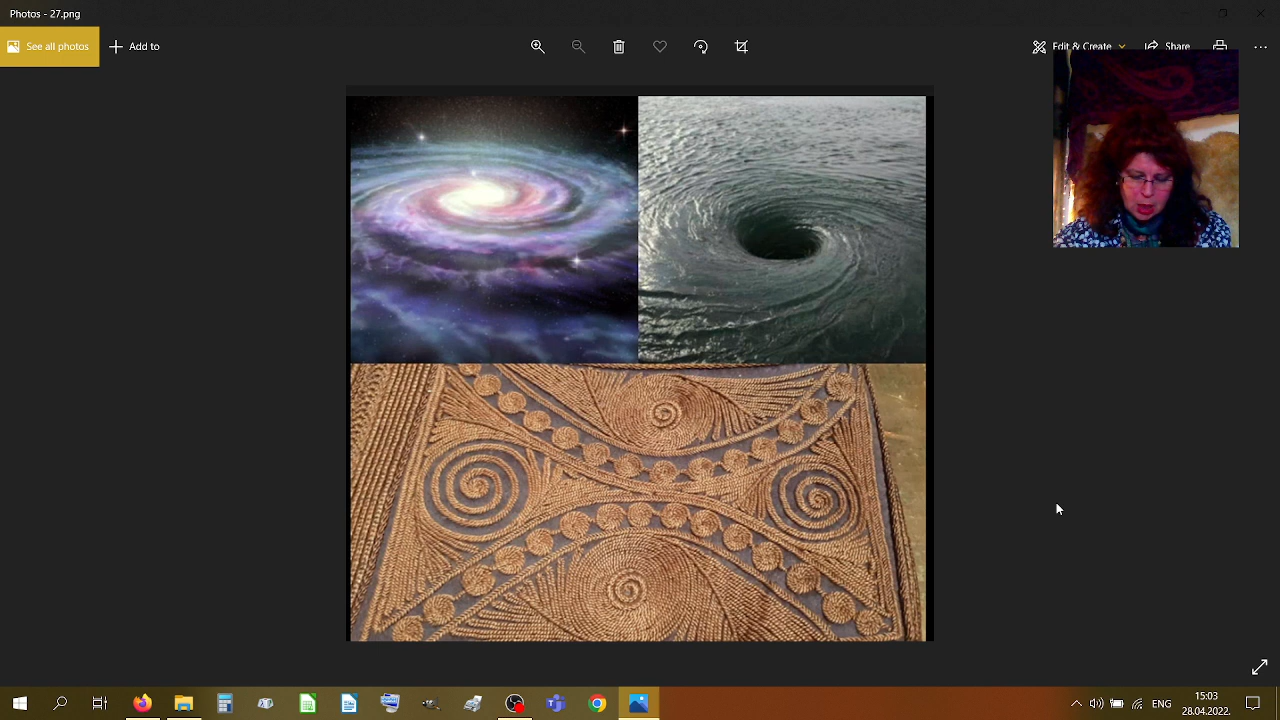 Photos - 27.png
See all photos
Add to
Edit & Create
Share
ENG
15:03
28.04.2022.